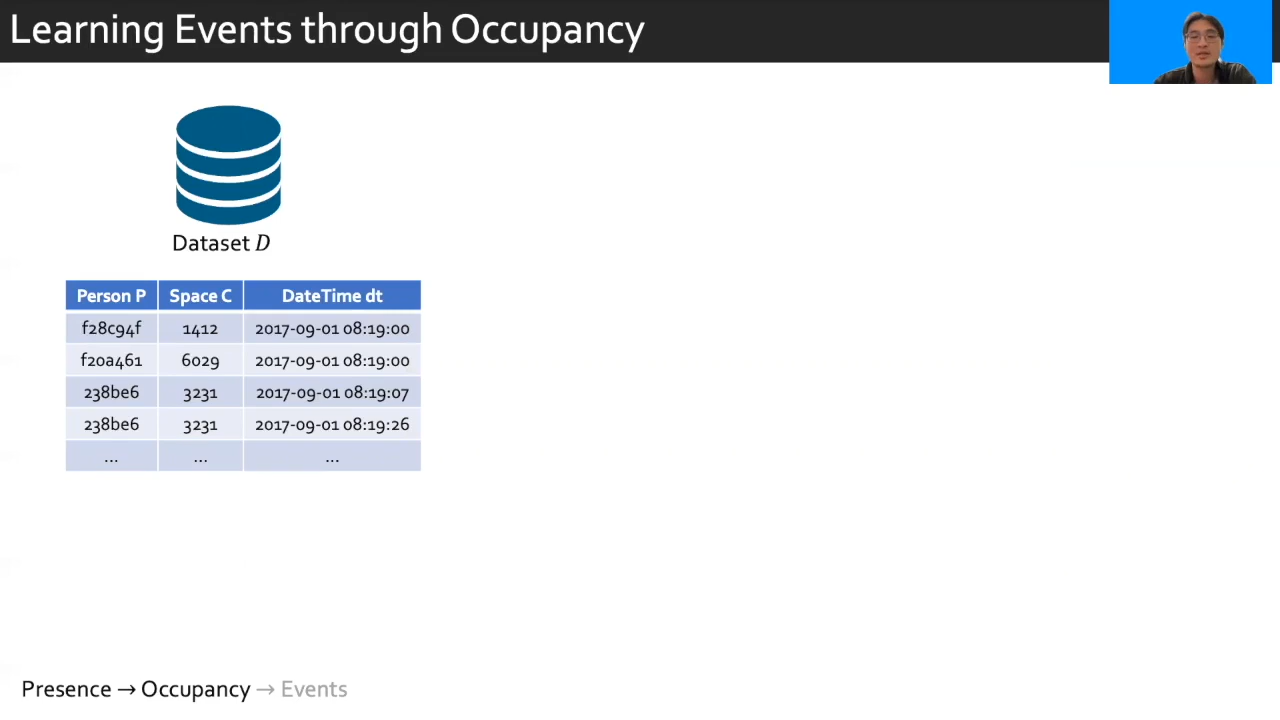 Learning Events through Occupancy
Dataset D
Person P Space C DateTime dt
f28c94f 1412 2017-09-01 08:19:00
f20a461 6029 2017-09-01 08:19:00
238be6 3231 2017-09-01 08:19:07
238be6 3231 2017-09-01 08:19:26
... ... ...
Presence → Occupancy → Events